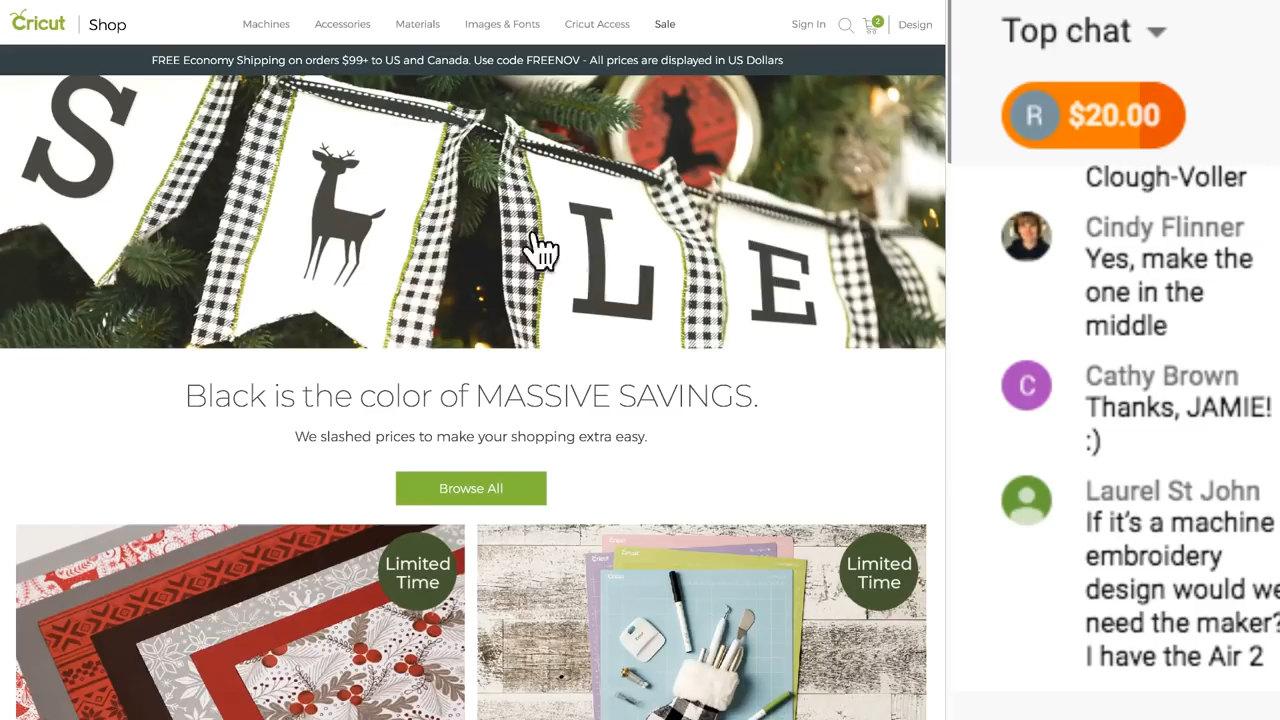 Cricut Shop
Machines Accessories Materials Images & Fonts Cricut Access Sale
Sign In 2 Design
FREE Economy Shipping on orders $99+ to US and Canada. Use code FREENOV - All prices are displayed in US Dollars
S L E
Black is the color of MASSIVE SAVINGS.
We slashed prices to make your shopping extra easy.
Browse All
Limited
Time
Limited
Time
Cricut
Cricut
Cricut
Top chat
R $20.00
Clough-Voller
Cindy Flinner
Yes, make the
one in the
middle
C
Cathy Brown
Thanks, JAMIE!
:)
Laurel St John
If it's a machine
embroidery
design would we
need the maker?
I have the Air 2